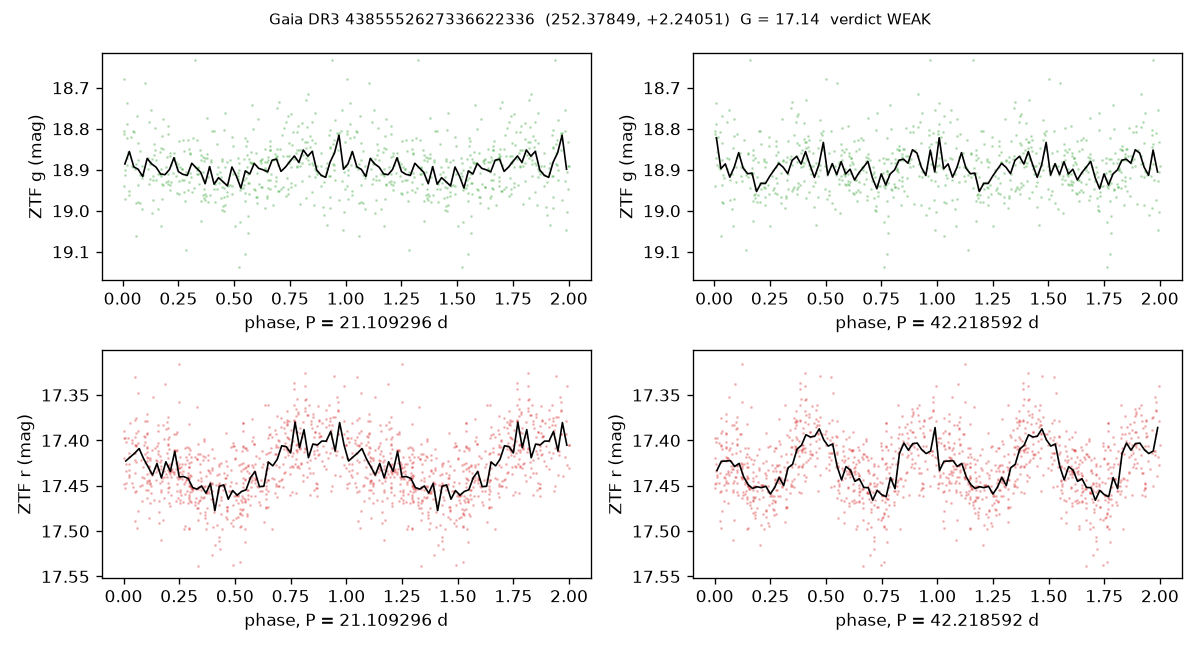 Gaia DR3 4385552627336622336 (252.37849, +2.24051) G = 17.14 verdict WEAK
ZTF g (mag)
18.7
18.8
18.9
19.0
19.1
0.00 0.25 0.50 0.75 1.00 1.25 1.50 1.75 2.00
phase, P = 21.109296 d
ZTF g (mag)
18.7
18.8
18.9
19.0
19.1
0.00 0.25 0.50 0.75 1.00 1.25 1.50 1.75 2.00
phase, P = 42.218592 d
ZTF r (mag)
17.35
17.40
17.45
17.50
17.55
0.00 0.25 0.50 0.75 1.00 1.25 1.50 1.75 2.00
phase, P = 21.109296 d
ZTF r (mag)
17.35
17.40
17.45
17.50
17.55
0.00 0.25 0.50 0.75 1.00 1.25 1.50 1.75 2.00
phase, P = 42.218592 d